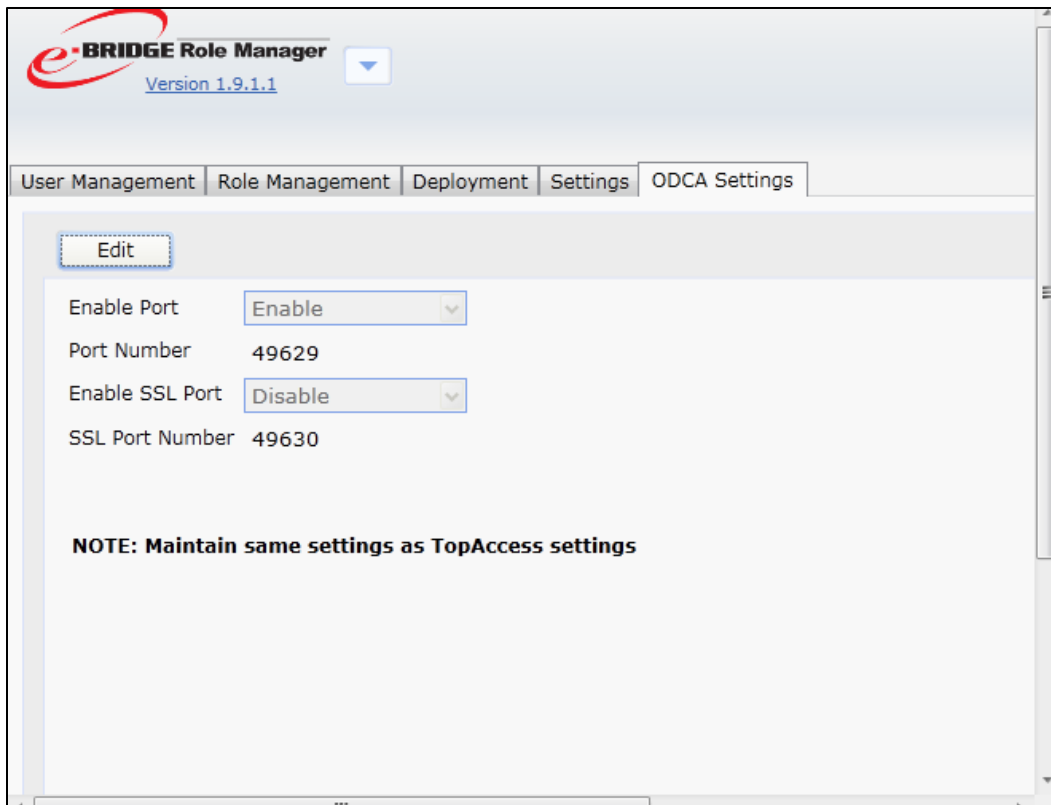 e-BRIDGE Role Manager
Version 1.9.1.1
User Management Role Management Deployment Settings ODCA Settings
Edit
Enable Port Enable
Port Number 49629
Enable SSL Port Disable
SSL Port Number 49630
NOTE: Maintain same settings as TopAccess settings